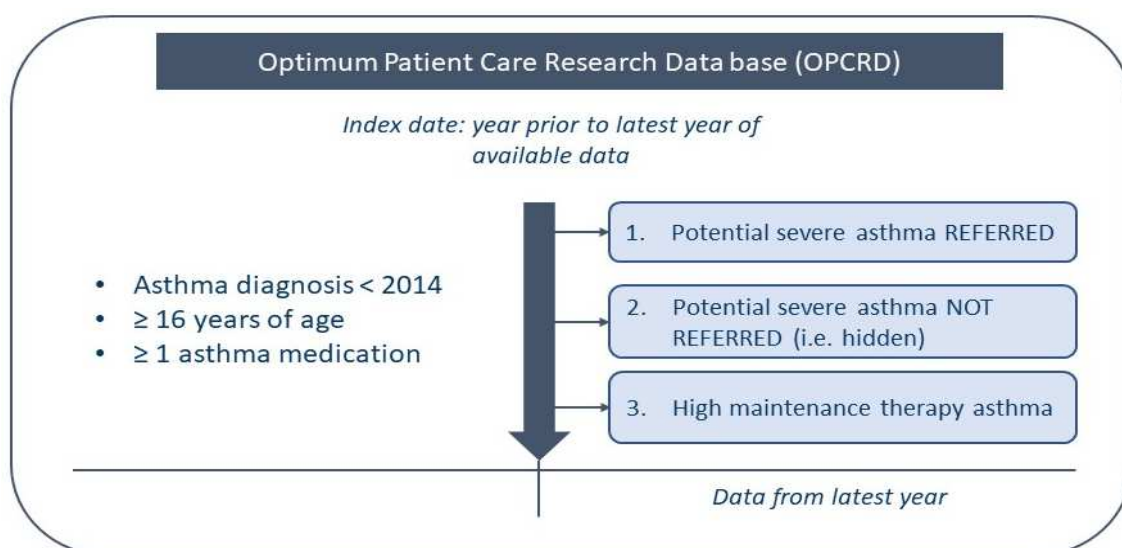 Optimum Patient Care Research Data base (OPCRD)
Index date: year prior to latest year of
available data
1. Potential severe asthma REFERRED
• Asthma diagnosis < 2014
• ≥ 16 years of age
• ≥ 1 asthma medication
2. Potential severe asthma NOT
REFERRED (i.e. hidden)
3. High maintenance therapy asthma
Data from latest year